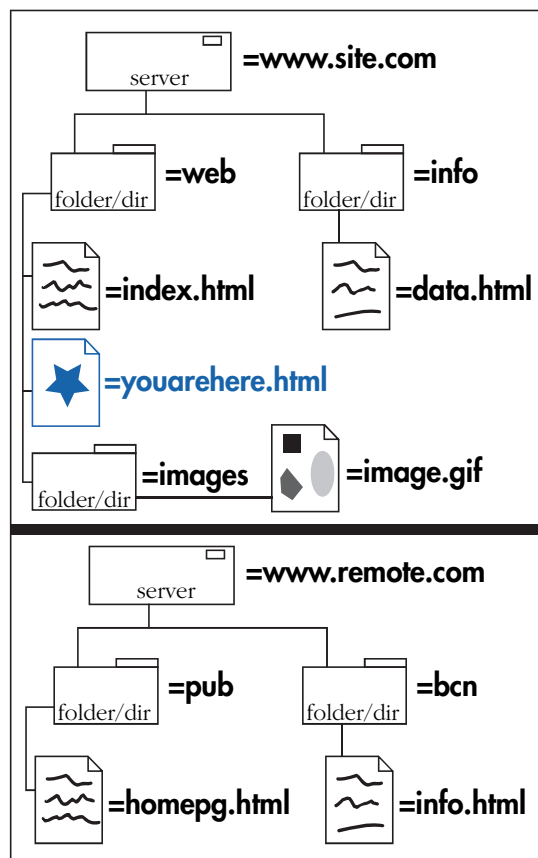 =www.site.com
server
=web
folder/dir
=info
folder/dir
=index.html
=data.html
=youarehere.html
=images
folder/dir
=image.gif
=www.remote.com
server
=pub
folder/dir
=bcn
folder/dir
=homepg.html
=info.html